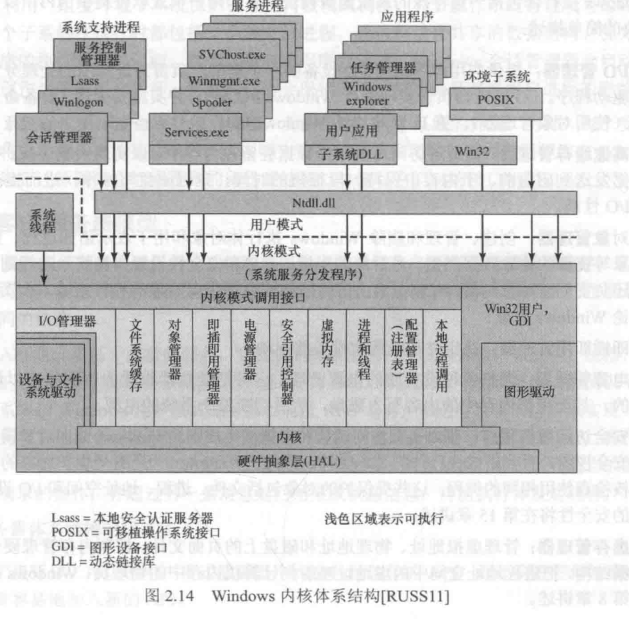 系统支持进程
服务进程
应用程序
环境子系统
服务控制
管理器
Lsass
Winlogon
会话管理器
SVChost.exe
Winmgmt.exe
Spooler
Services.exe
任务管理器
Windows
explorer
用户应用
子系统DLL
POSIX
Win32
系统
线程
Ntdll.dll
用户模式
内核模式
(系统服务分发程序)
内核模式调用接口
I/O管理器
设备与文件
系统驱动
文件系统缓存
对象管理器
即插即用管理器
电源管理器
安全引用控制器
虚拟内存
进程和线程
配置管理器
(注册表)
本地过程调用
Win32用户,
GDI
图形驱动
内核
硬件抽象层(HAL)
Lsass = 本地安全认证服务器
POSIX = 可移植操作系统接口
GDI = 图形设备接口
DLL = 动态链接库
浅色区域表示可执行
图 2.14 Windows 内核体系结构[RUSS11]